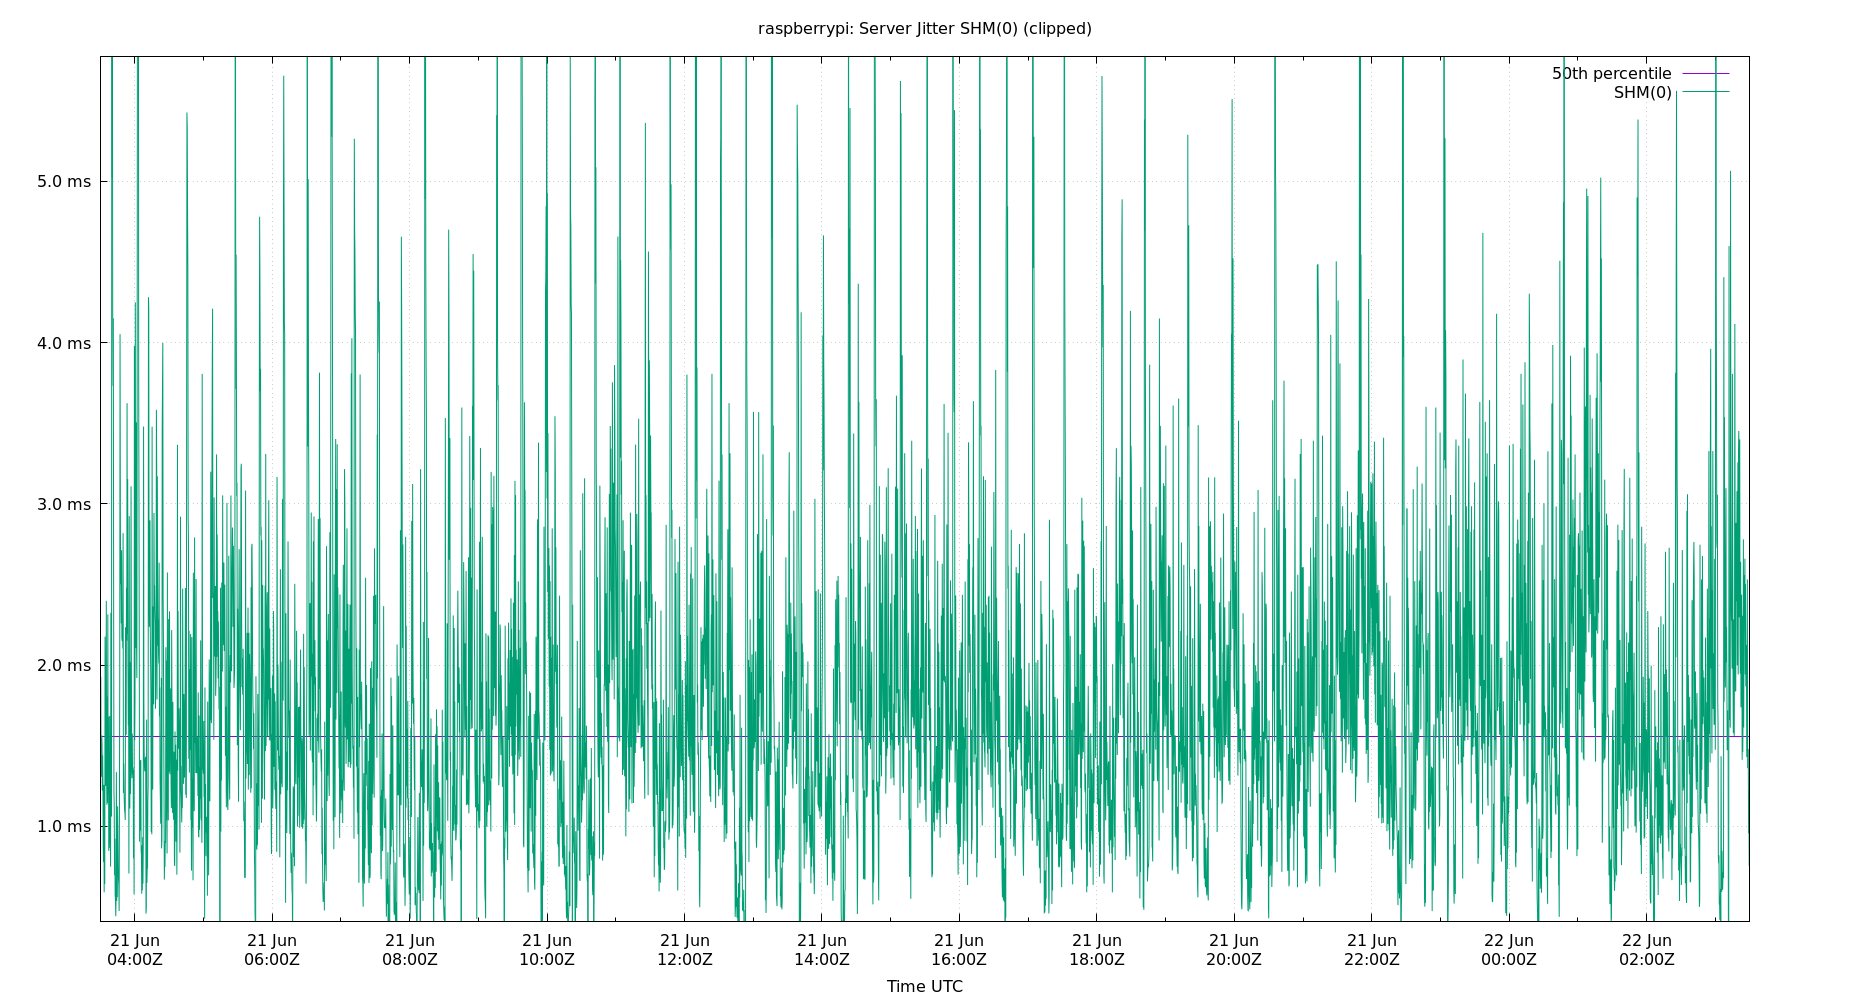 raspberrypi: Server Jitter SHM(0) (clipped)
50th percentile
SHM(0)
5.0 ms
4.0 ms
3.0 ms
2.0 ms
1.0 ms
21 Jun 21 Jun 21 Jun 21 Jun 21 Jun 21 Jun 21 Jun 21 Jun 21 Jun 21 Jun 22 Jun 22 Jun
04:00Z 06:00Z 08:00Z 10:00Z 12:00Z 14:00Z 16:00Z 18:00Z 20:00Z 22:00Z 00:00Z 02:00Z
Time UTC